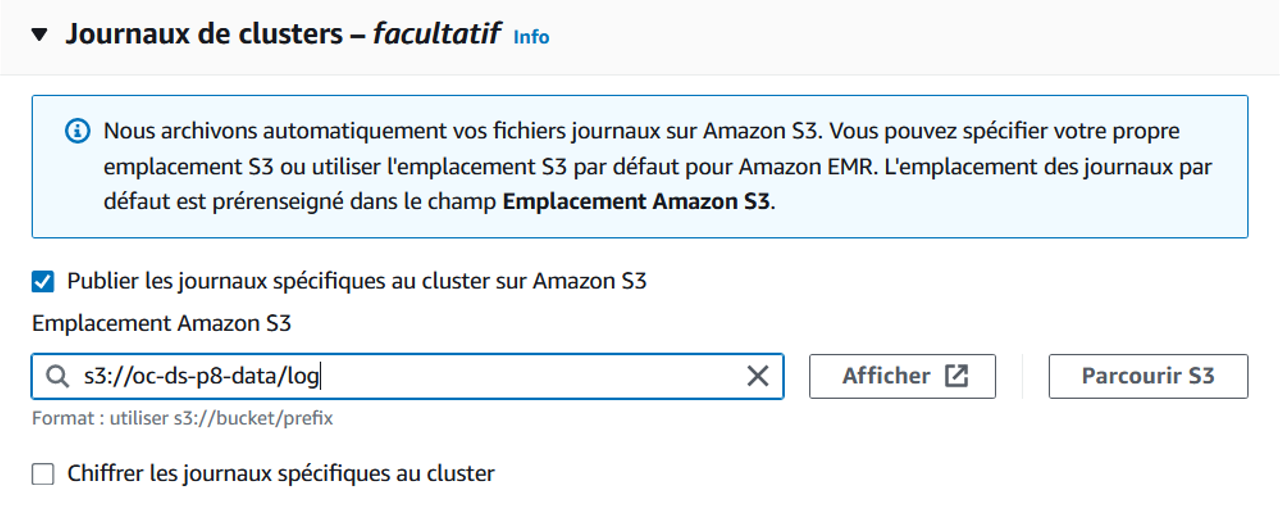 Journaux de clusters – facultatif Info
Nous archivons automatiquement vos fichiers journaux sur Amazon S3. Vous pouvez spécifier votre propre
emplacement S3 ou utiliser l'emplacement S3 par défaut pour Amazon EMR. L'emplacement des journaux par
défaut est prérenseigné dans le champ Emplacement Amazon S3.
Publier les journaux spécifiques au cluster sur Amazon S3
Emplacement Amazon S3
s3://oc-ds-p8-data/log Afficher Parcourir S3
Format : utiliser s3://bucket/prefix
Chiffrer les journaux spécifiques au cluster